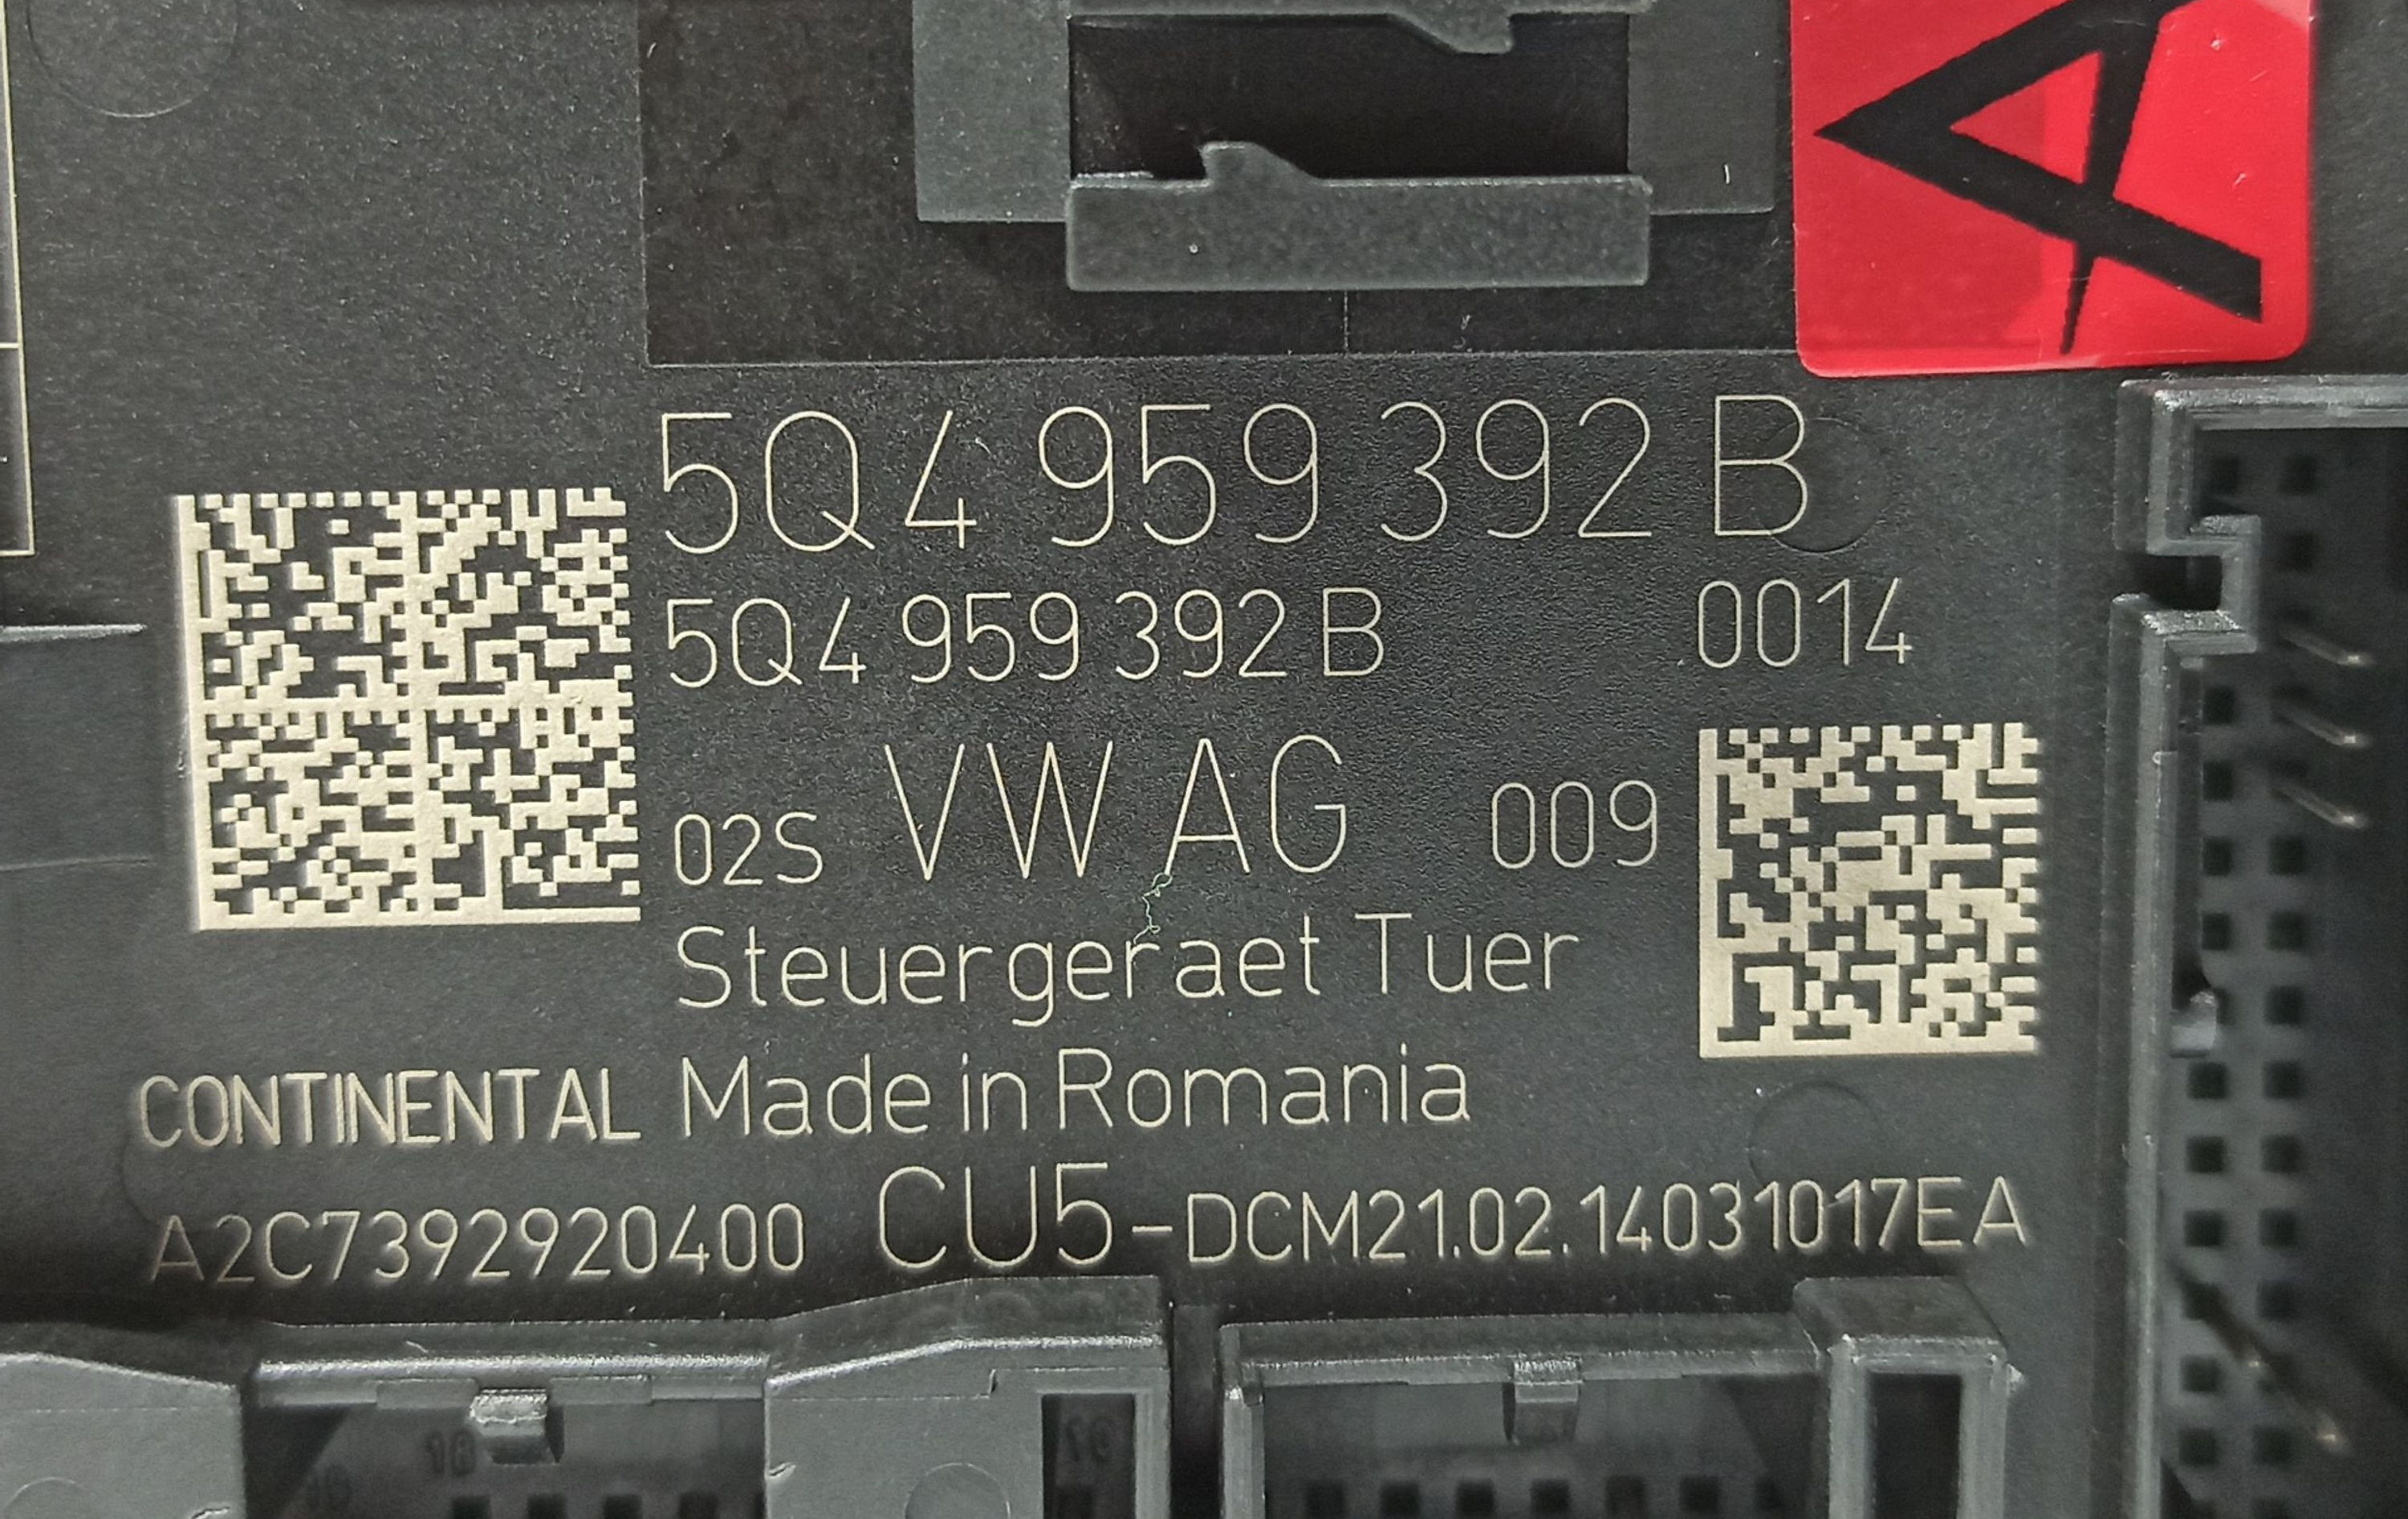 A
5Q4 959 392 B
5Q4 959 392 B 0014
02S VW AG 009
Steuergeraet Tuer
CONTINENTAL Made in Romania
A2C7392920400 CU5-DCM21.02.14031017EA